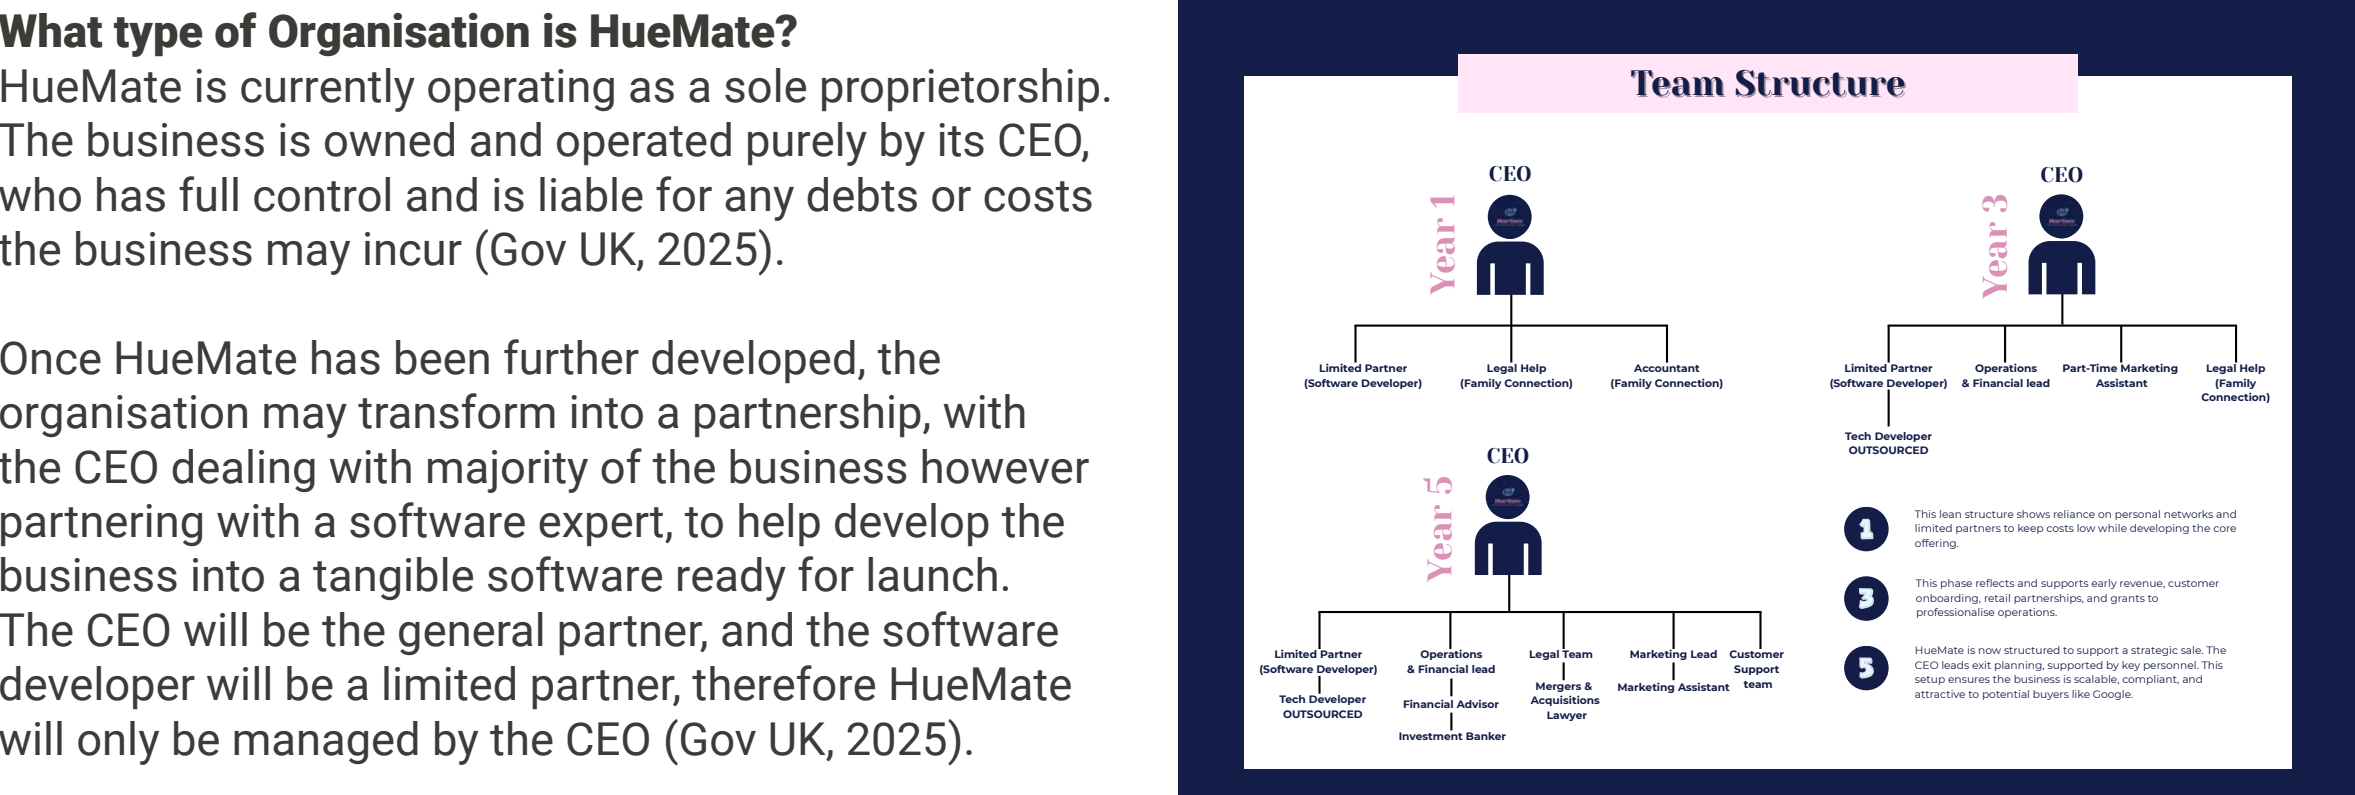 What type of Organisation is HueMate?
HueMate is currently operating as a sole proprietorship.
The business is owned and operated purely by its CEO,
who has full control and is liable for any debts or costs
the business may incur (Gov UK, 2025).
Once HueMate has been further developed, the
organisation may transform into a partnership, with
the CEO dealing with majority of the business however
partnering with a software expert, to help develop the
business into a tangible software ready for launch.
The CEO will be the general partner, and the software
developer will be a limited partner, therefore HueMate
will only be managed by the CEO (Gov UK, 2025).
Team Structure
Year 1
CEO
Limited Partner
(Software Developer)
Legal Help
(Family Connection)
Accountant
(Family Connection)
Year 3
CEO
Limited Partner
(Software Developer)
Tech Developer
OUTSOURCED
Operations
& Financial lead
Part-Time Marketing
Assistant
Legal Help
(Family
Connection)
Year 5
CEO
Limited Partner
(Software Developer)
Tech Developer
OUTSOURCED
Operations
& Financial lead
Financial Advisor
Investment Banker
Legal Team
Mergers &
Acquisitions
Lawyer
Marketing Lead
Marketing Assistant
Customer
Support
team
1
This lean structure shows reliance on personal networks and
limited partners to keep costs low while developing the core
offering.
3
This phase reflects and supports early revenue, customer
onboarding, retail partnerships, and grants to
professionalise operations.
5
HueMate is now structured to support a strategic sale. The
CEO leads exit planning, supported by key personnel. This
setup ensures the business is scalable, compliant, and
attractive to potential buyers like Google.